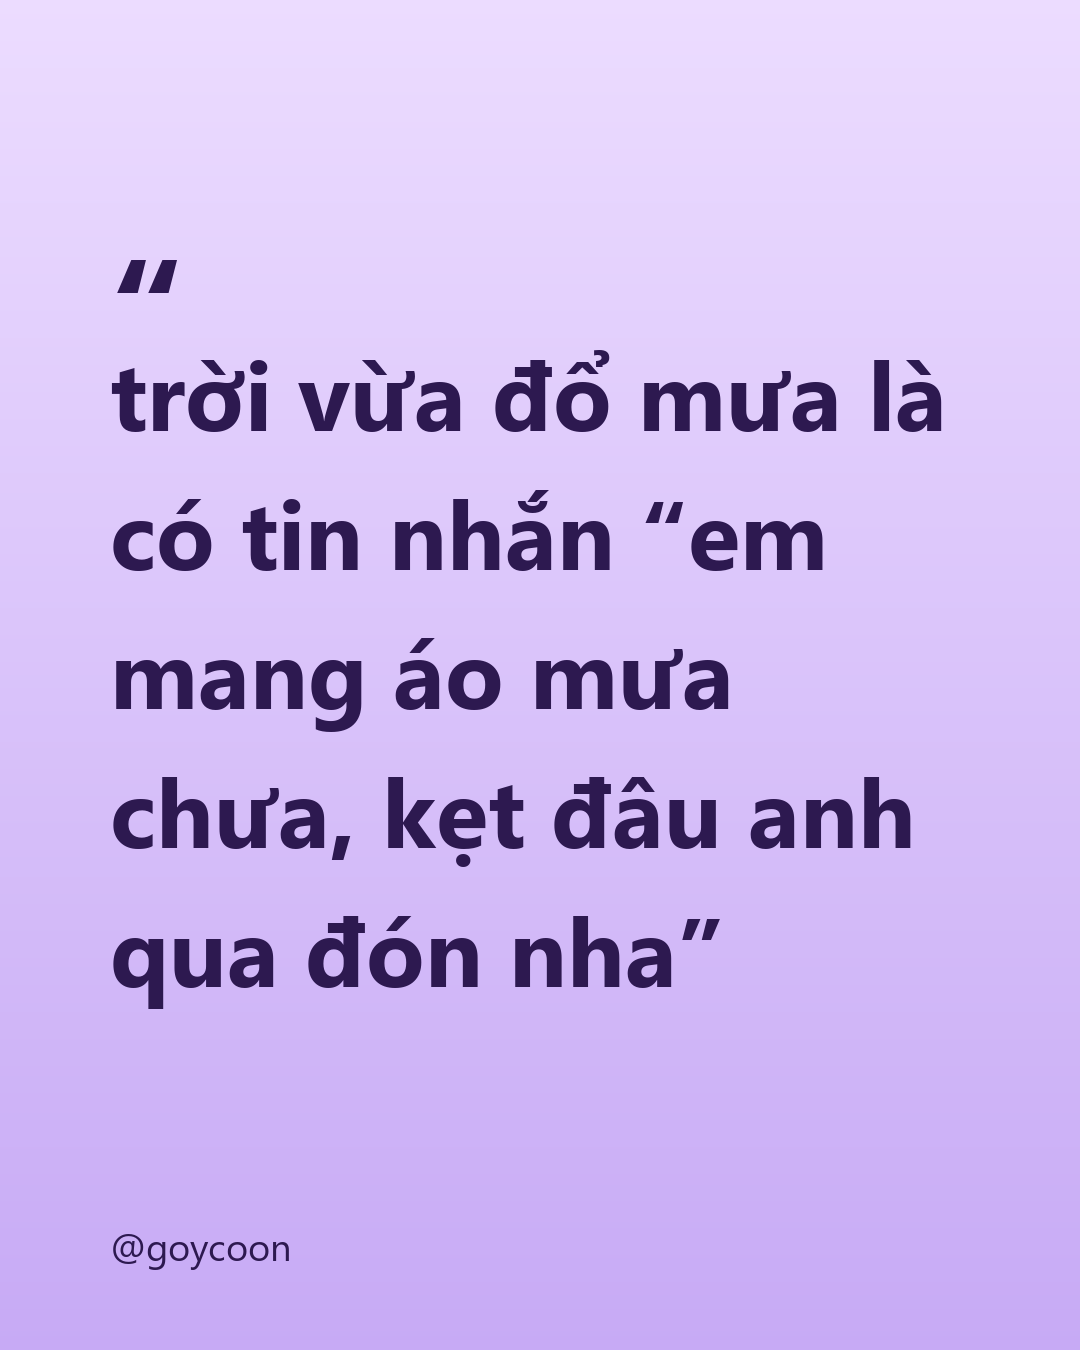 “
trời vừa đổ mưa là
có tin nhắn “em
mang áo mưa
chưa, kẹt đâu anh
qua đón nha”
@goycoon